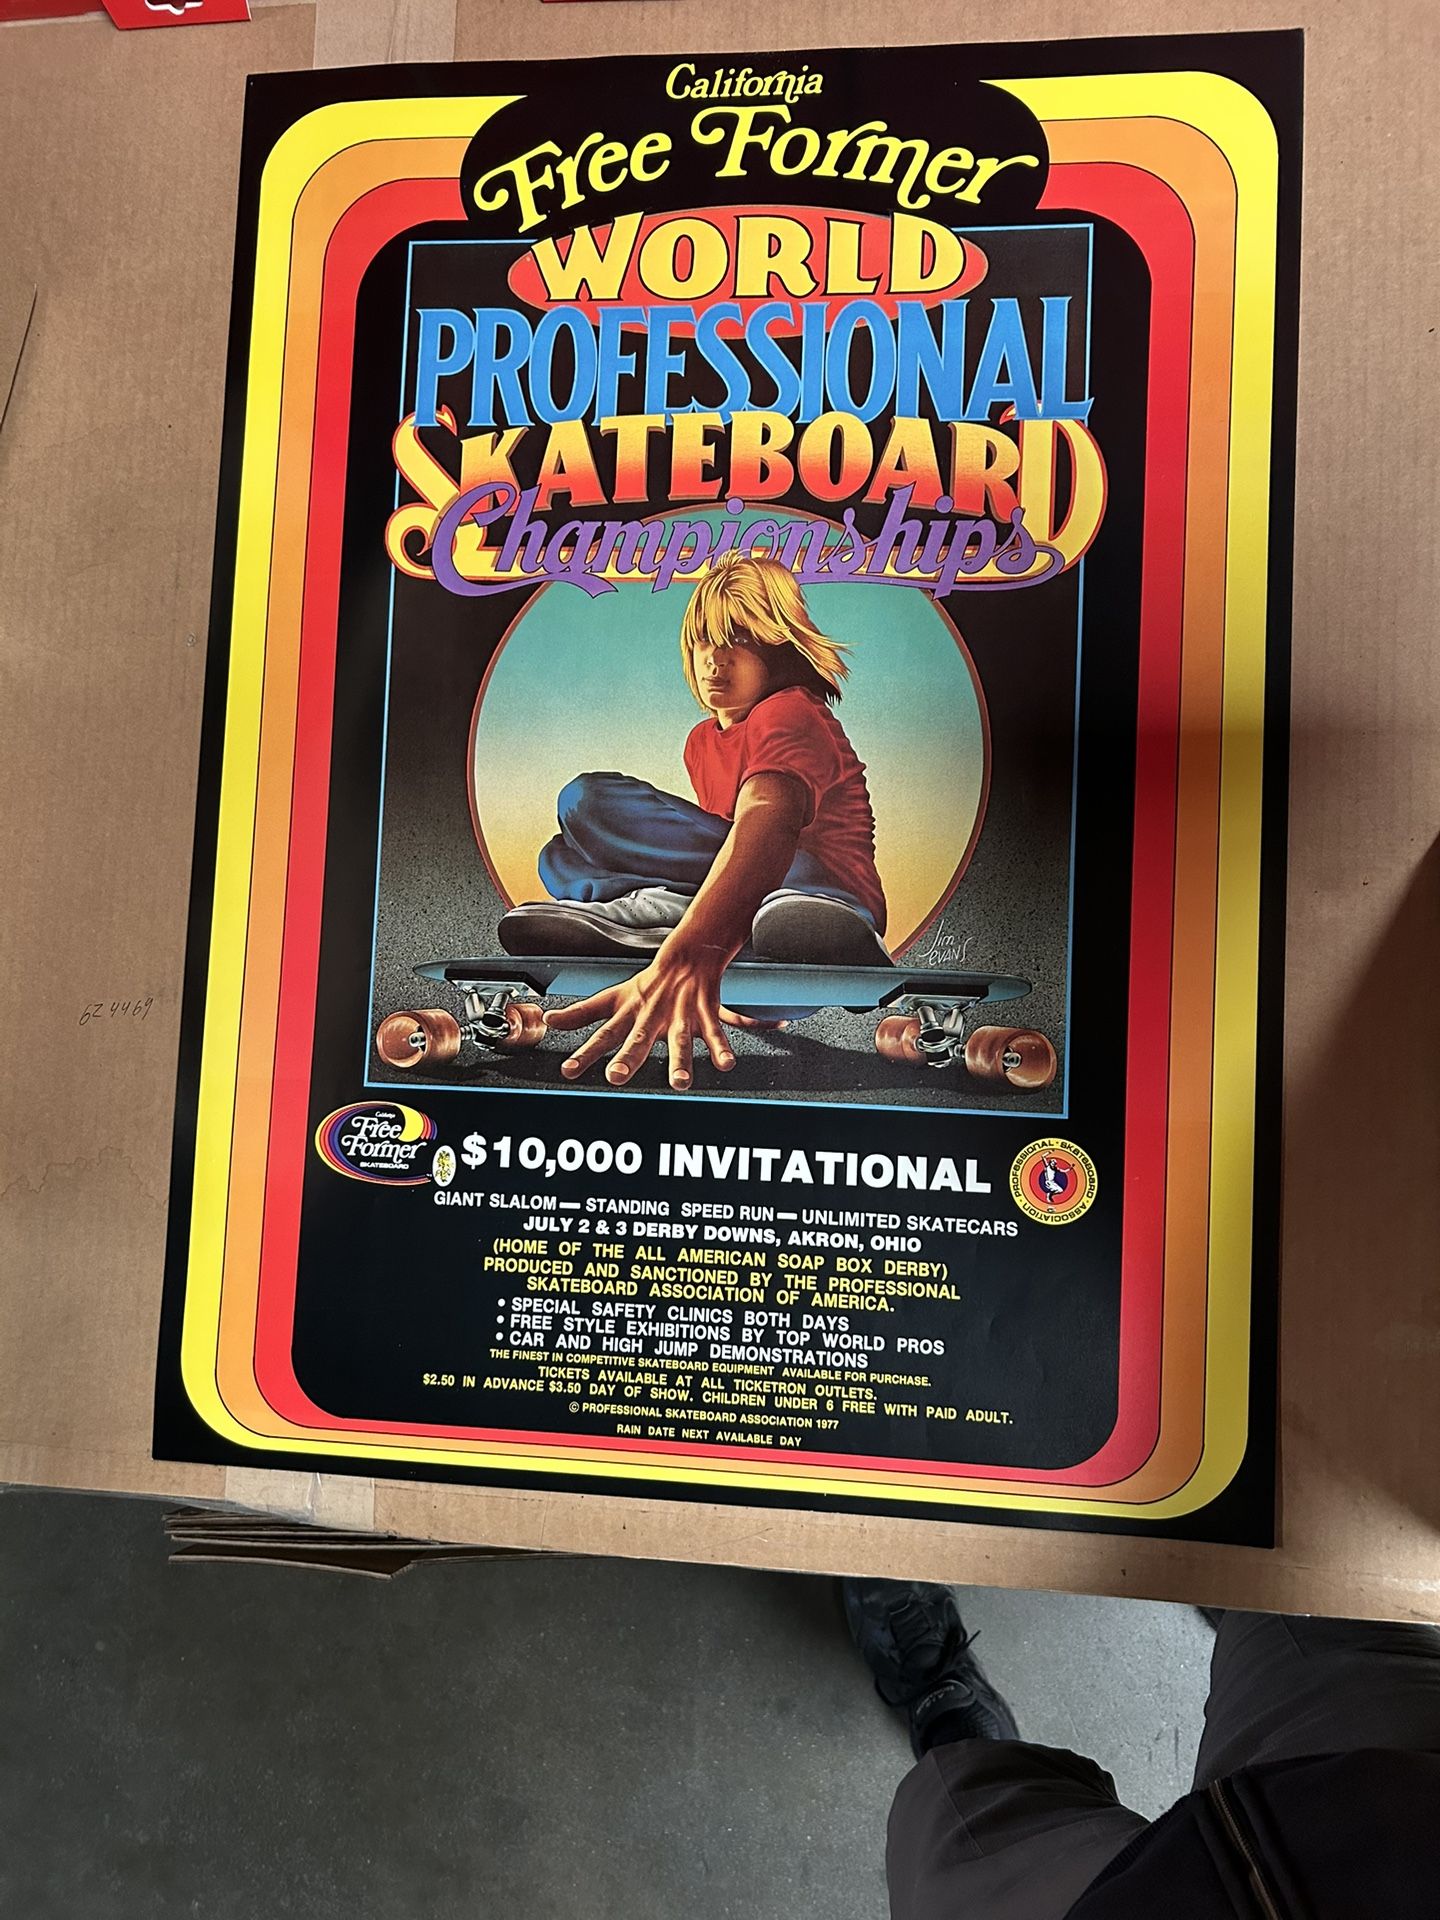 California
Free Former
WORLD
PROFESSIONAL
SKATEBOARD
Championships
Jim
EVANS
62 4469
California
Free
Former
SKATEBOARD
$10,000 INVITATIONAL
PROFESSIONAL · SKATEBOARD · ASSOCIATION ·
GIANT SLALOM — STANDING SPEED RUN — UNLIMITED SKATECARS
JULY 2 & 3 DERBY DOWNS, AKRON, OHIO
(HOME OF THE ALL AMERICAN SOAP BOX DERBY)
PRODUCED AND SANCTIONED BY THE PROFESSIONAL
SKATEBOARD ASSOCIATION OF AMERICA.
• SPECIAL SAFETY CLINICS BOTH DAYS
• FREE STYLE EXHIBITIONS BY TOP WORLD PROS
• CAR AND HIGH JUMP DEMONSTRATIONS
THE FINEST IN COMPETITIVE SKATEBOARD EQUIPMENT AVAILABLE FOR PURCHASE.
TICKETS AVAILABLE AT ALL TICKETRON OUTLETS.
$2.50 IN ADVANCE $3.50 DAY OF SHOW. CHILDREN UNDER 6 FREE WITH PAID ADULT.
© PROFESSIONAL SKATEBOARD ASSOCIATION 1977
RAIN DATE NEXT AVAILABLE DAY